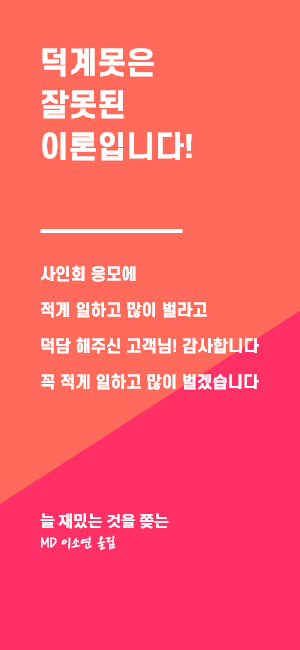 덕계못은
잘못된
이론입니다!
사인회 응모에
적게 일하고 많이 벌라고
덕담 해주신 고객님! 감사합니다
꼭 적게 일하고 많이 벌겠습니다
늘 재밌는 것을 쫒는
MD 이소연 올림